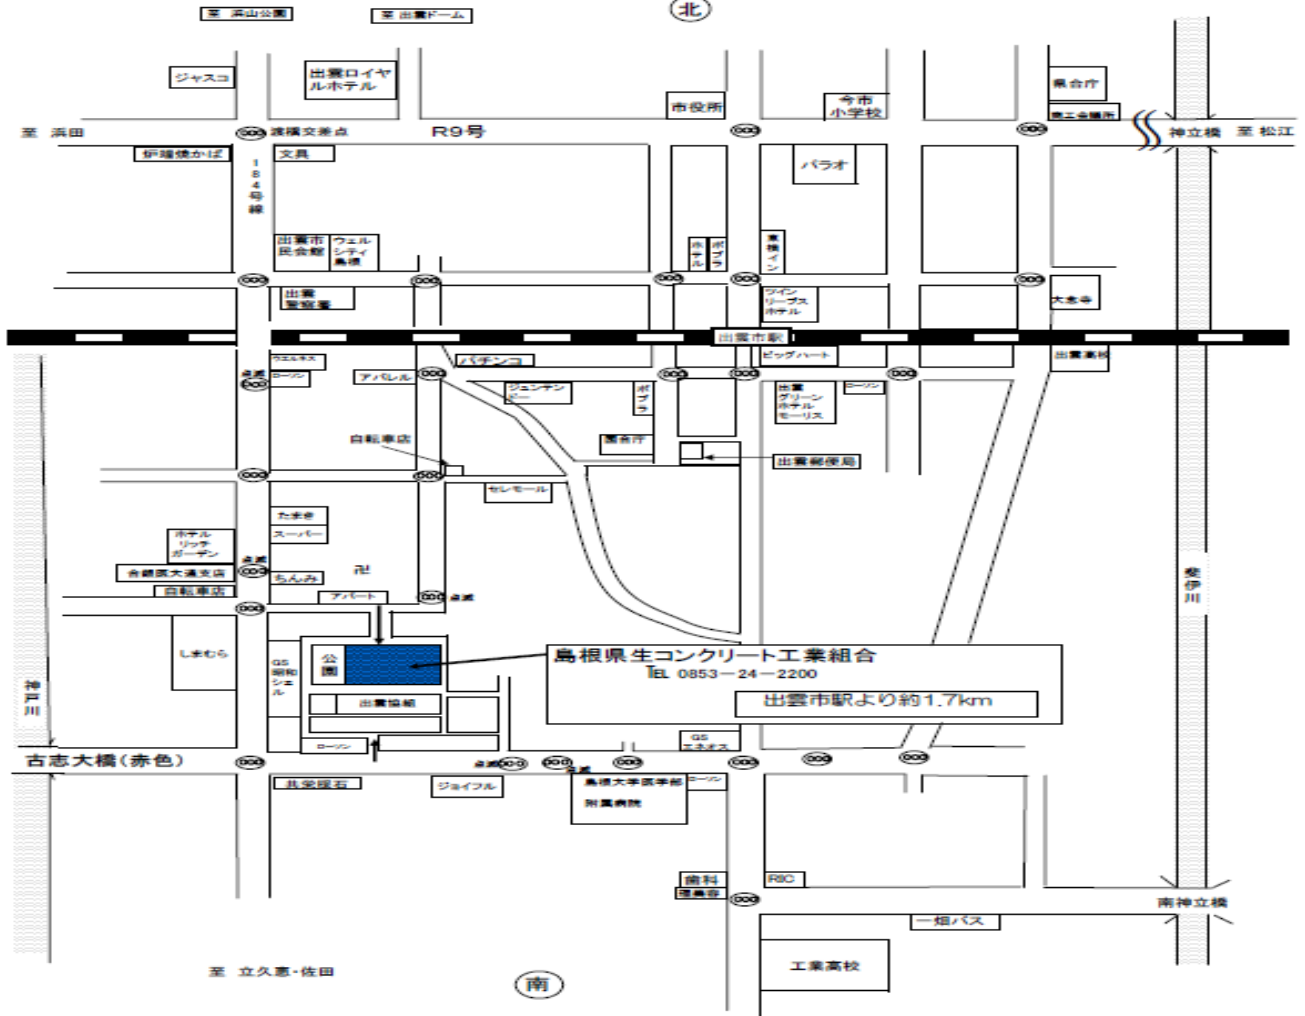 至 浜山公園
至 出雲ドーム
北
ジャスコ
出雲ロイヤ
ルホテル
市役所
今市
小学校
県合庁
商工会議所
至 浜田
渡橋交差点
R9号
神立橋
至 松江
炉端焼かば
文具
184号線
パラオ
出雲市
民会館
ウェル
シティ
島根
ホテル
ポプラ
東横イン
出雲
警察署
ツイン
リーブス
ホテル
大念寺
出雲市駅
ウエルネス
ローソン
点滅
アパレル
パチンコ
ビッグハート
出雲高校
ジュンテン
ドー
ポプラ
出雲
グリーン
ホテル
モーリス
ローソン
自転車店
国合庁
出雲郵便局
セレモール
たまき
スーパー
ホテル
リッチ
ガーデン
点滅
合銀医大通支店
ちんみ
卍
自転車店
アパート
点滅
斐伊川
しまむら
GS
昭和
シェル
公園
島根県生コンクリート工業組合
TEL 0853－24－2200
出雲市駅より約1.7km
神戸川
出雲協組
ローソン
GS
エネオス
古志大橋(赤色)
点滅
点滅
共栄採石
ジョイフル
島根大学医学部
附属病院
ローソン
歯科
理美容
RIC
南神立橋
一畑バス
至 立久恵・佐田
南
工業高校